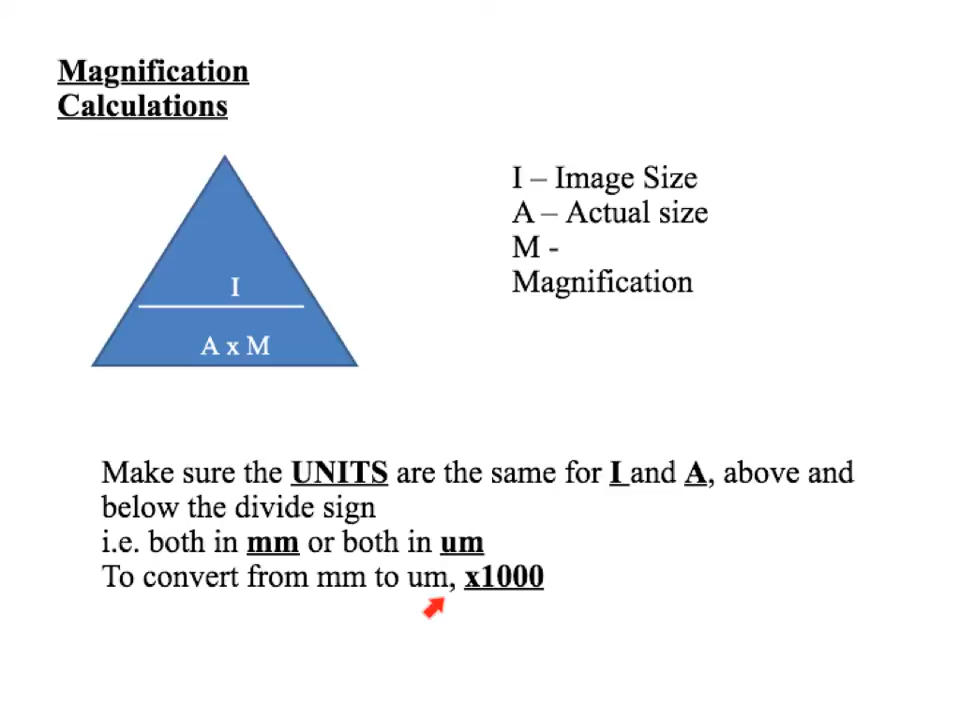 Magnification
Calculations
I
A x M
I – Image Size
A – Actual size
M -
Magnification
Make sure the UNITS are the same for I and A, above and
below the divide sign
i.e. both in mm or both in um
To convert from mm to um, x1000